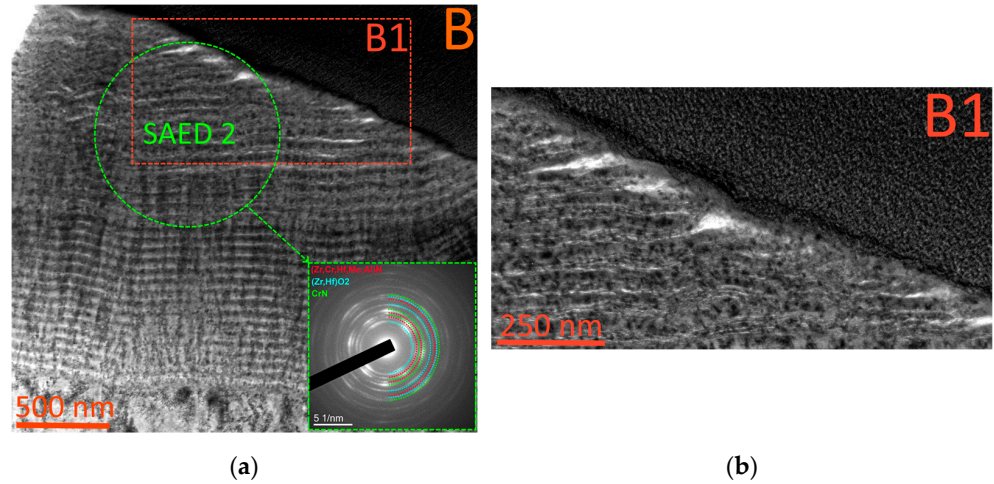 B
B1
SAED 2
(Zr,Cr,Hf,Mo,Al)N
(Zr,Hf)O2
CrN
5 1/nm
500 nm
(a)
B1
250 nm
(b)